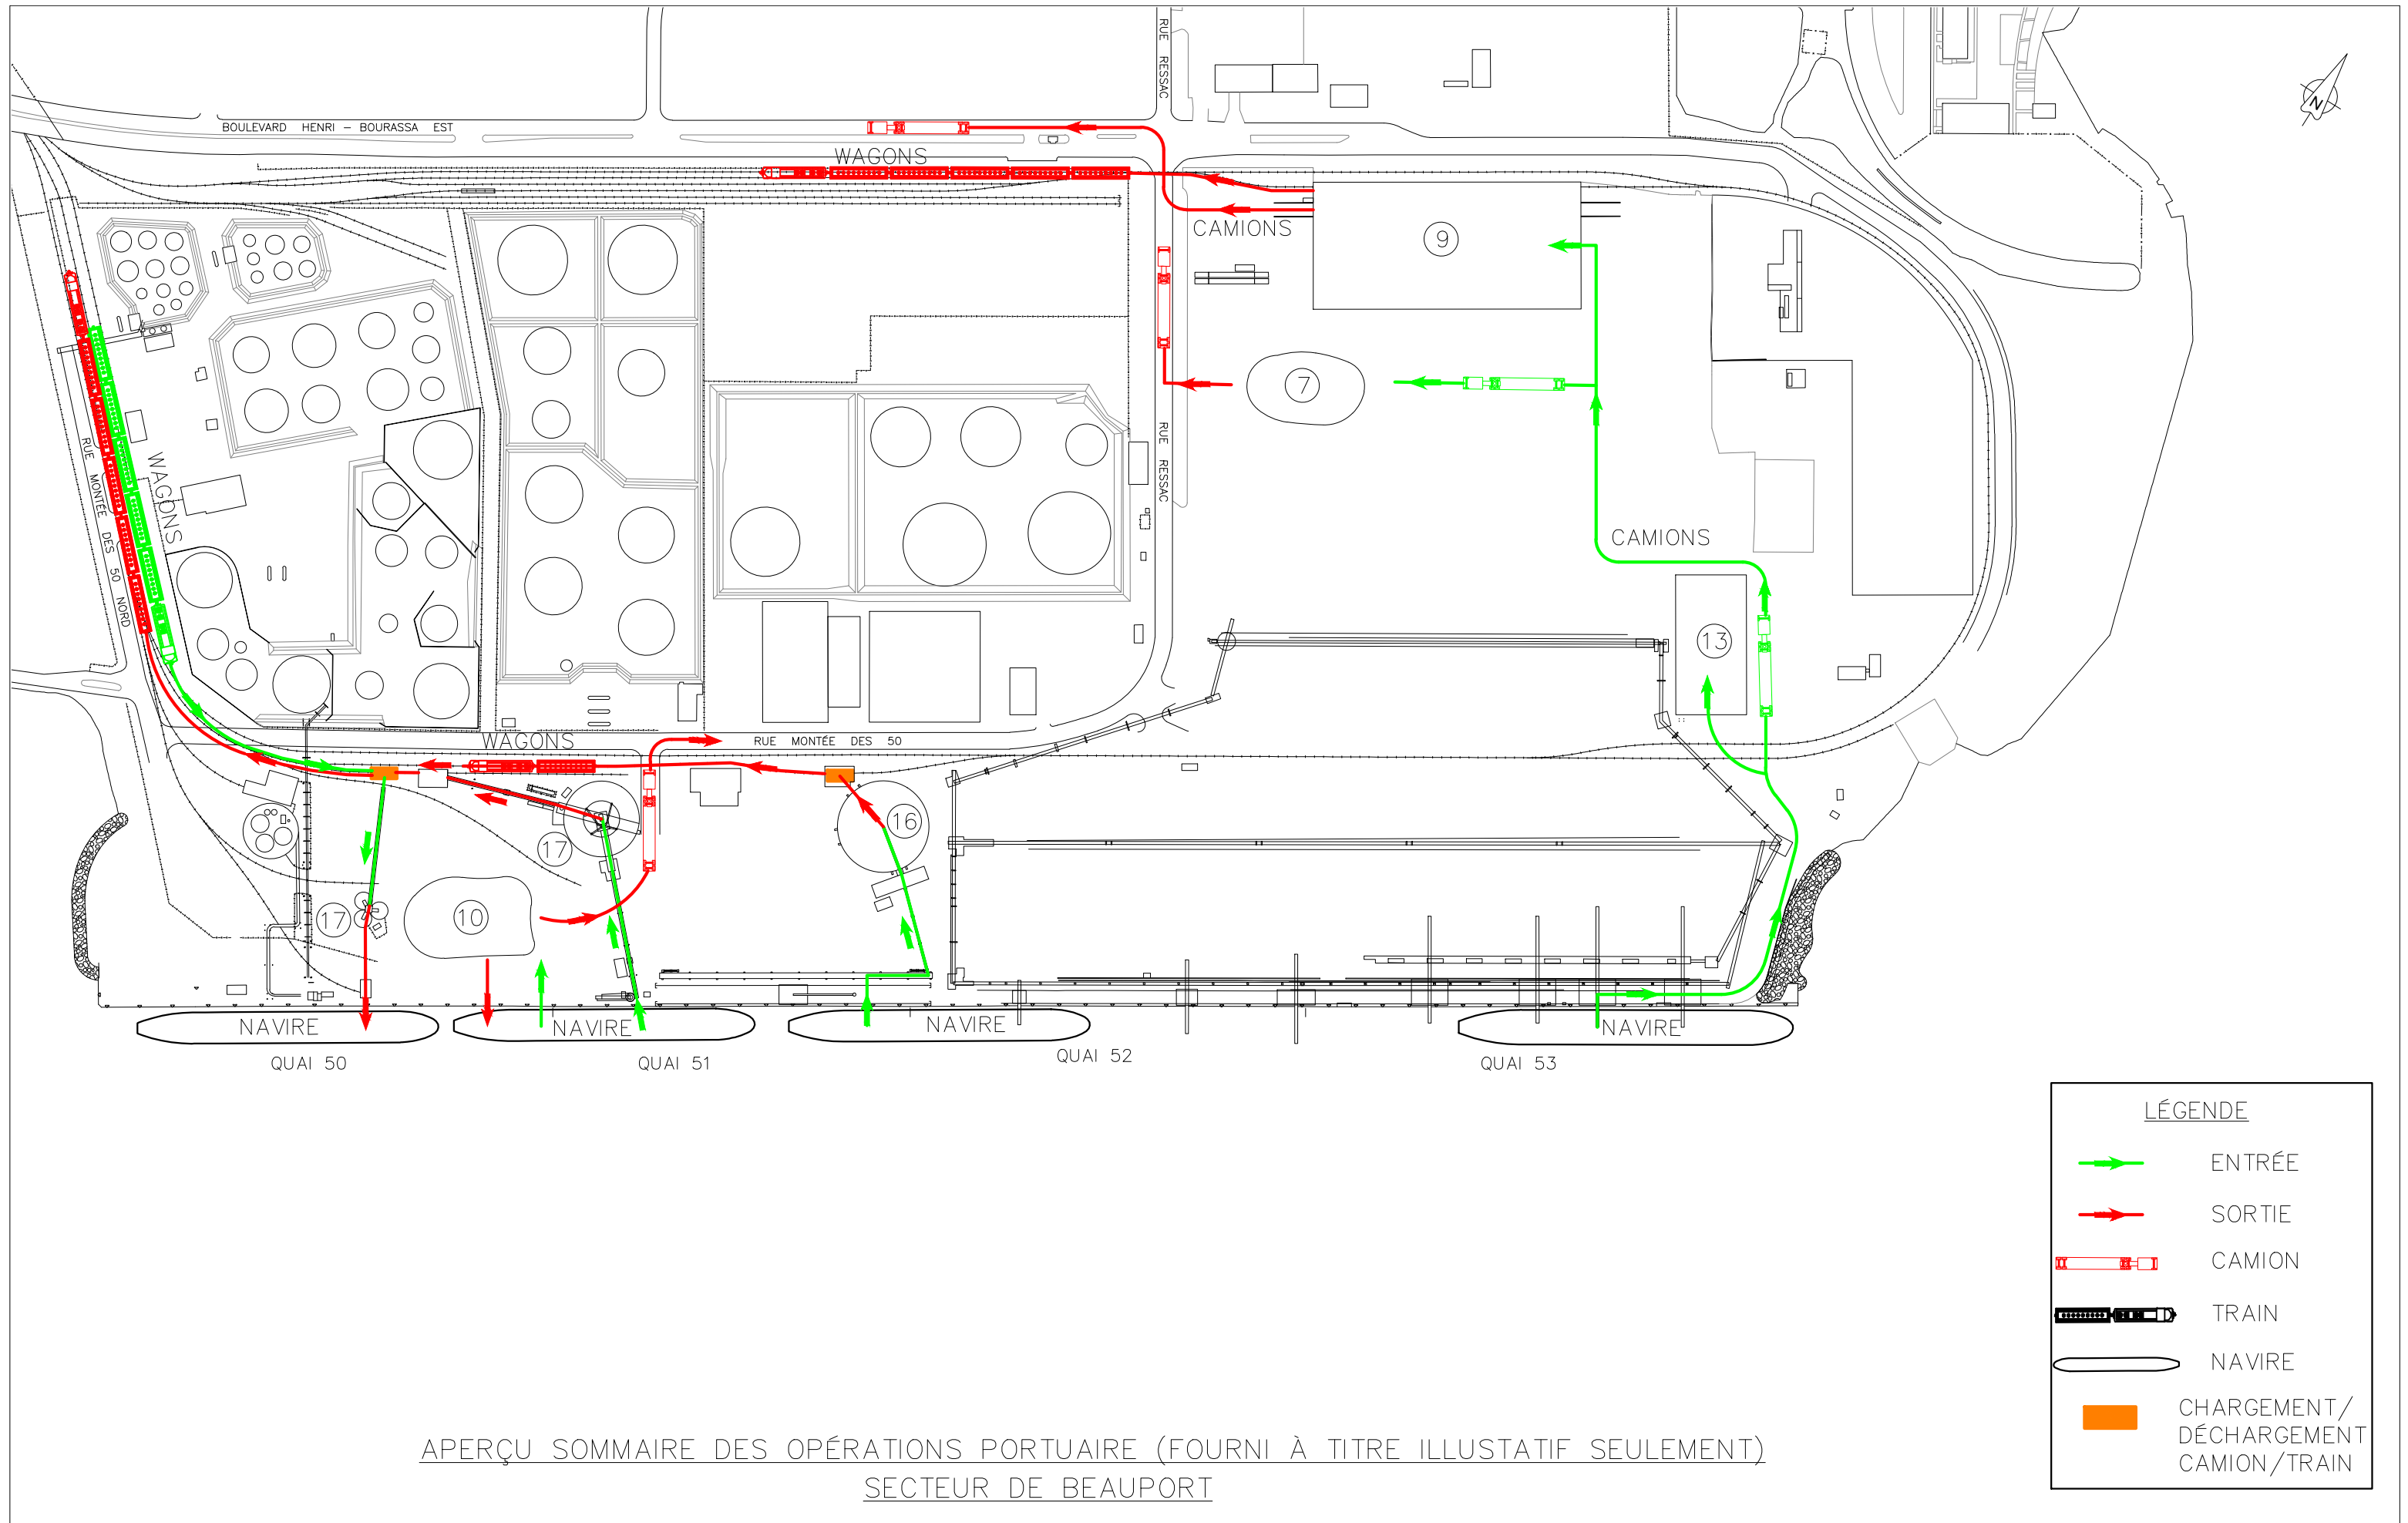 RUE RESSAC
BOULEVARD HENRI - BOURASSA EST
N
WAGONS
CAMIONS
9
7
RUE RESSAC
WAGONS
RUE MONTÉE DES 50 NORD
CAMIONS
13
WAGONS
RUE MONTÉE DES 50
16
17
17
10
NAVIRE
NAVIRE
NAVIRE
NAVIRE
QUAI 50
QUAI 51
QUAI 52
QUAI 53
LÉGENDE
ENTRÉE
SORTIE
CAMION
TRAIN
NAVIRE
CHARGEMENT/
DÉCHARGEMENT
CAMION/TRAIN
APERÇU SOMMAIRE DES OPÉRATIONS PORTUAIRE (FOURNI À TITRE ILLUSTATIF SEULEMENT)
SECTEUR DE BEAUPORT